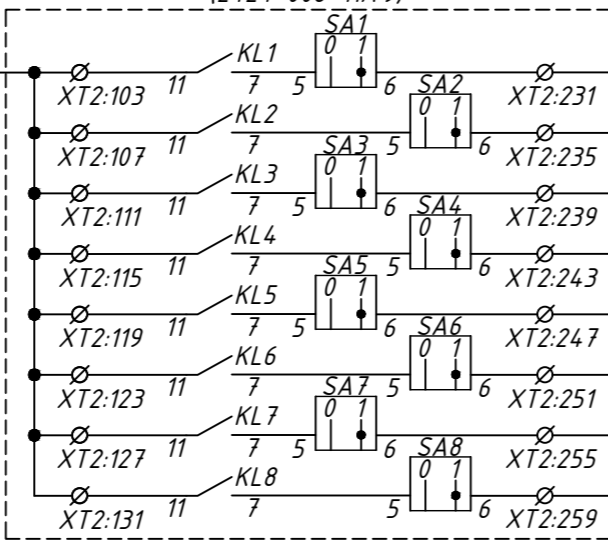 SA1
0 1
KL1
XT2:103 11 7 5 6 XT2:231
SA2
0 1
KL2
XT2:107 11 7 5 6 XT2:235
SA3
0 1
KL3
XT2:111 11 7 5 6 XT2:239
SA4
0 1
KL4
XT2:115 11 7 5 6 XT2:243
SA5
0 1
KL5
XT2:119 11 7 5 6 XT2:247
SA6
0 1
KL6
XT2:123 11 7 5 6 XT2:251
SA7
0 1
KL7
XT2:127 11 7 5 6 XT2:255
SA8
0 1
KL8
XT2:131 11 7 5 6 XT2:259